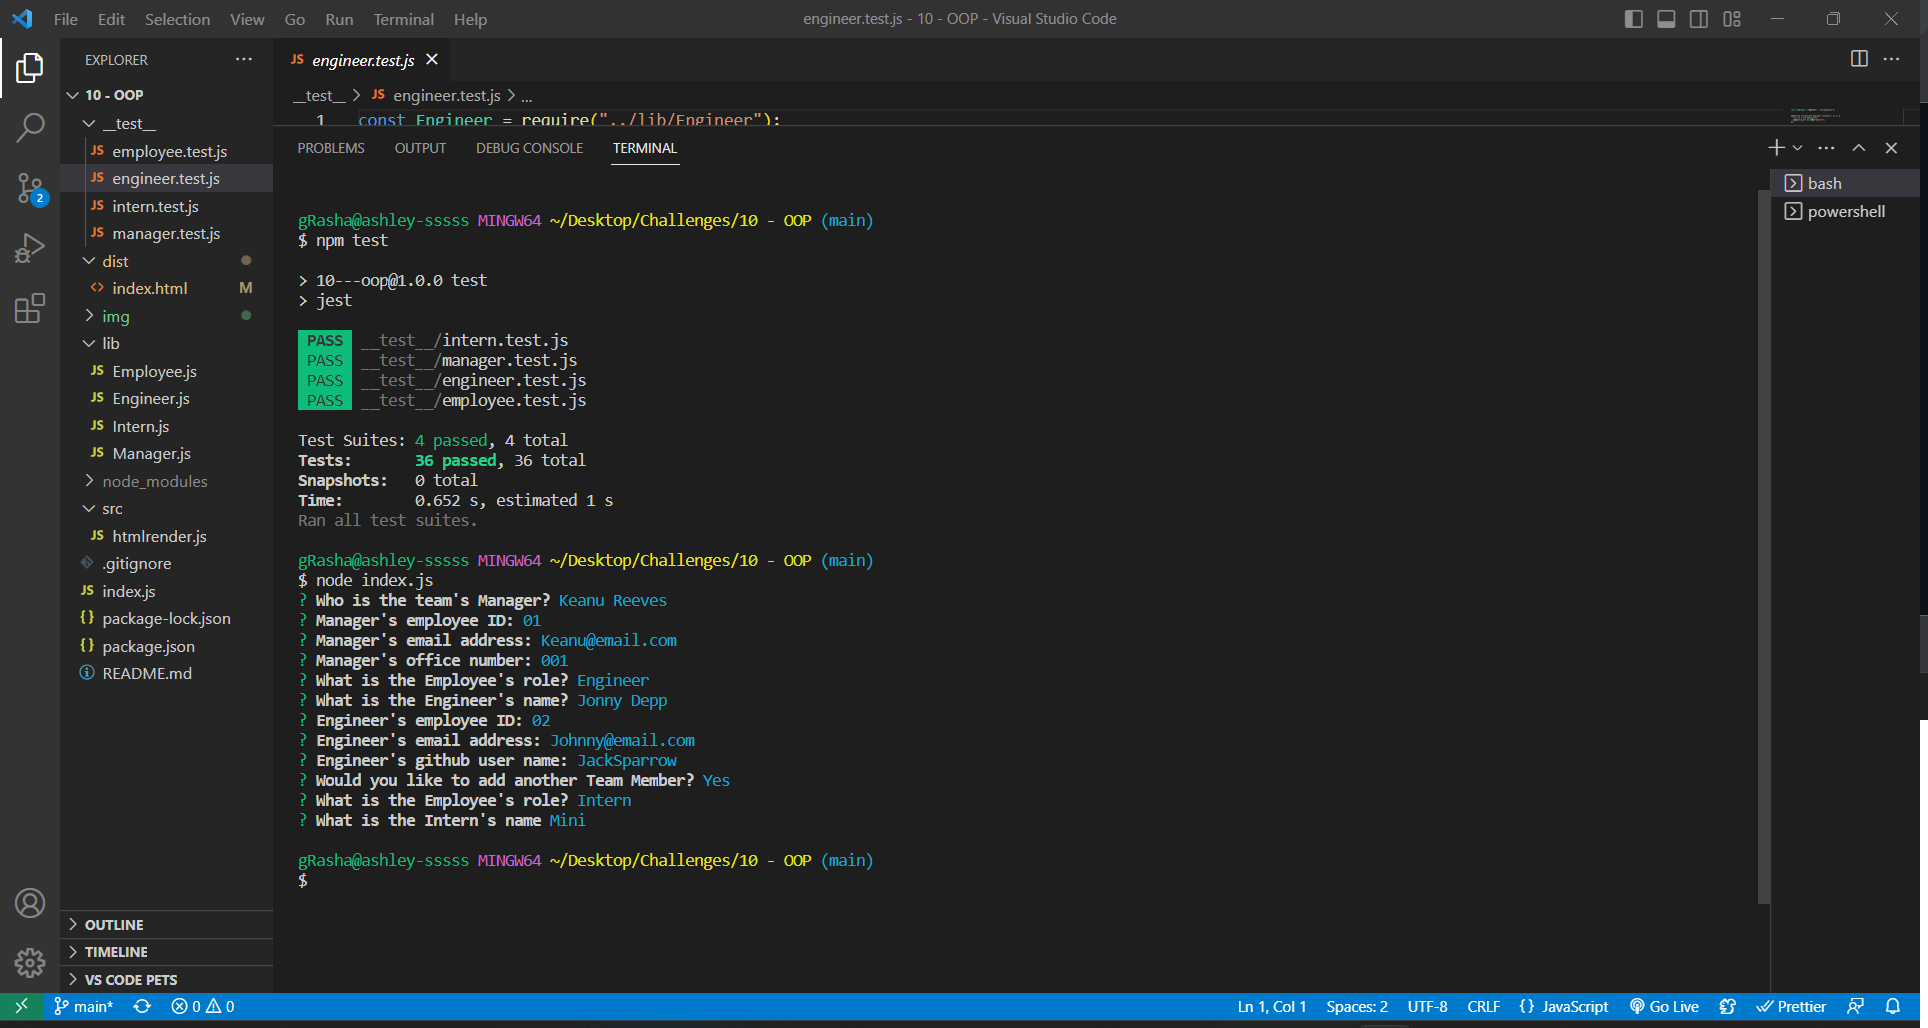 File Edit Selection View Go Run Terminal Help
engineer.test.js - 10 - OOP - Visual Studio Code
EXPLORER
10 - OOP
__test__
JS employee.test.js
JS engineer.test.js
JS intern.test.js
JS manager.test.js
dist
<> index.html M
img
lib
JS Employee.js
JS Engineer.js
JS Intern.js
JS Manager.js
node_modules
src
JS htmlrender.js
.gitignore
JS index.js
{} package-lock.json
{} package.json
README.md
OUTLINE
TIMELINE
VS CODE PETS
2
JS engineer.test.js
__test__ > JS engineer.test.js > ...
1 const Engineer = require("../lib/Engineer");
PROBLEMS OUTPUT DEBUG CONSOLE TERMINAL
bash
powershell
gRasha@ashley-sssss MINGW64 ~/Desktop/Challenges/10 - OOP (main)
$ npm test
> 10---oop@1.0.0 test
> jest
PASS __test__/intern.test.js
PASS __test__/manager.test.js
PASS __test__/engineer.test.js
PASS __test__/employee.test.js
Test Suites: 4 passed, 4 total
Tests: 36 passed, 36 total
Snapshots: 0 total
Time: 0.652 s, estimated 1 s
Ran all test suites.
gRasha@ashley-sssss MINGW64 ~/Desktop/Challenges/10 - OOP (main)
$ node index.js
? Who is the team's Manager? Keanu Reeves
? Manager's employee ID: 01
? Manager's email address: Keanu@email.com
? Manager's office number: 001
? What is the Employee's role? Engineer
? What is the Engineer's name? Jonny Depp
? Engineer's employee ID: 02
? Engineer's email address: Johnny@email.com
? Engineer's github user name: JackSparrow
? Would you like to add another Team Member? Yes
? What is the Employee's role? Intern
? What is the Intern's name Mini
gRasha@ashley-sssss MINGW64 ~/Desktop/Challenges/10 - OOP (main)
$
main* 0 0
Ln 1, Col 1 Spaces: 2 UTF-8 CRLF {} JavaScript Go Live Prettier